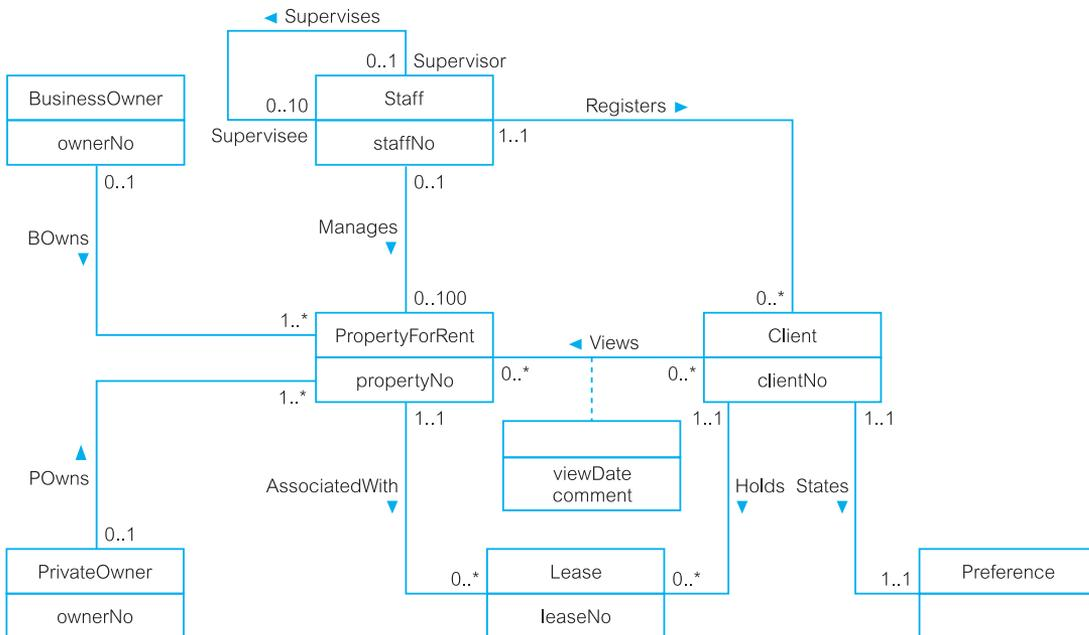 Supervises
0..1 Supervisor
BusinessOwner
ownerNo
0..1
0..10
Supervisee
Staff
staffNo
Registers
1..1
0..1
BOwns
Manages
0..100
0..*
1..*
PropertyForRent
propertyNo
Views
0..*
0..*
Client
clientNo
1..*
1..1
1..1
1..1
viewDate
comment
POwns
AssociatedWith
Holds
States
0..1
PrivateOwner
ownerNo
0..*
Lease
leaseNo
0..*
1..1
Preference